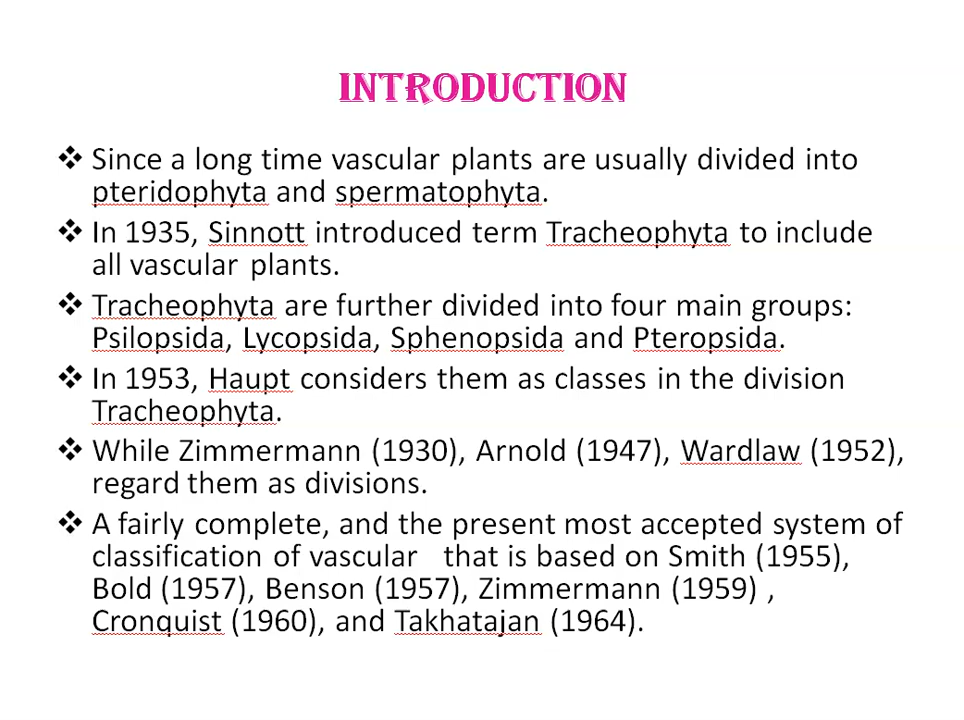 INTRODUCTION
❖ Since a long time vascular plants are usually divided into
pteridophyta and spermatophyta.
❖ In 1935, Sinnott introduced term Tracheophyta to include
all vascular plants.
❖ Tracheophyta are further divided into four main groups:
Psilopsida, Lycopsida, Sphenopsida and Pteropsida.
❖ In 1953, Haupt considers them as classes in the division
Tracheophyta.
❖ While Zimmermann (1930), Arnold (1947), Wardlaw (1952),
regard them as divisions.
❖ A fairly complete, and the present most accepted system of
classification of vascular   that is based on Smith (1955),
Bold (1957), Benson (1957), Zimmermann (1959) ,
Cronquist (1960), and Takhatajan (1964).